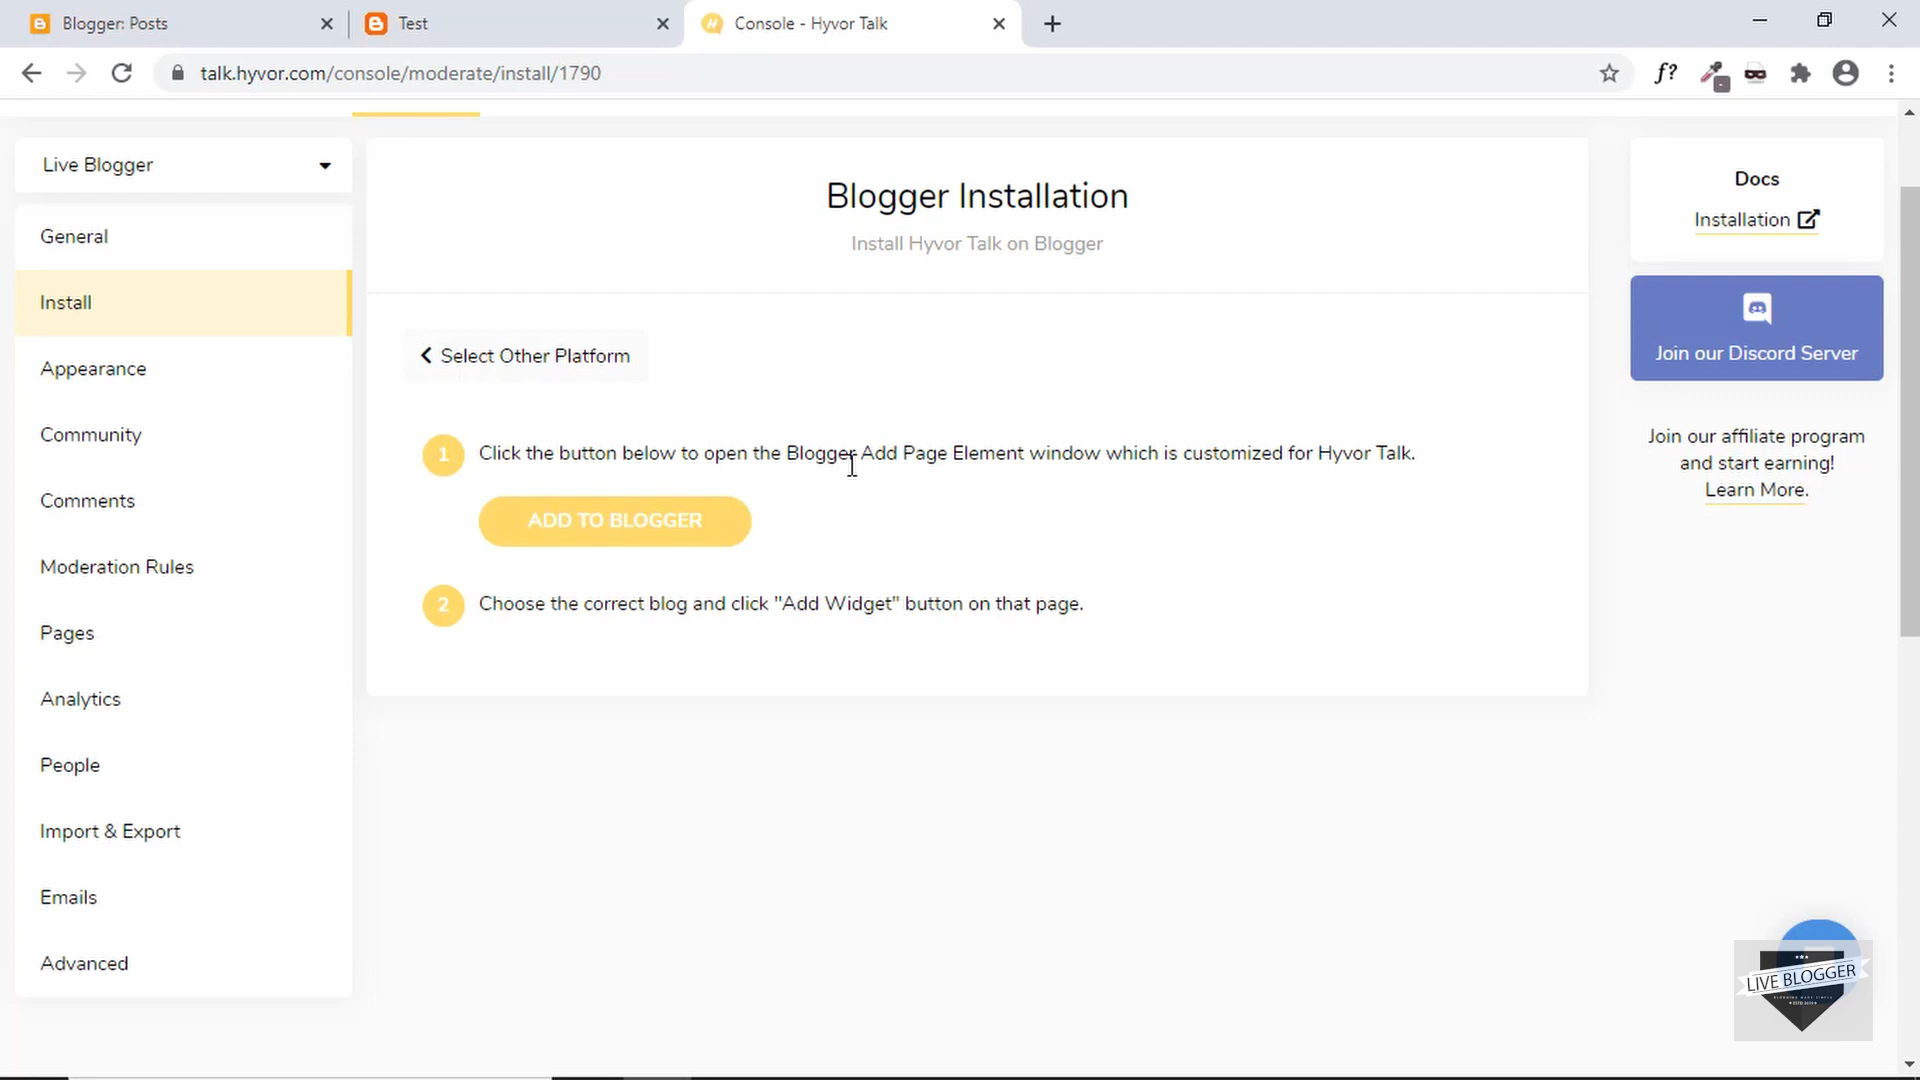 Blogger: Posts
Test
Console - Hyvor Talk
talk.hyvor.com/console/moderate/install/1790
f?
Live Blogger
General
Install
Appearance
Community
Comments
Moderation Rules
Pages
Analytics
People
Import & Export
Emails
Advanced
Blogger Installation
Install Hyvor Talk on Blogger
Select Other Platform
1
Click the button below to open the Blogger Add Page Element window which is customized for Hyvor Talk.
ADD TO BLOGGER
2
Choose the correct blog and click "Add Widget" button on that page.
Docs
Installation
Join our Discord Server
Join our affiliate program
and start earning!
Learn More.
LIVE BLOGGER